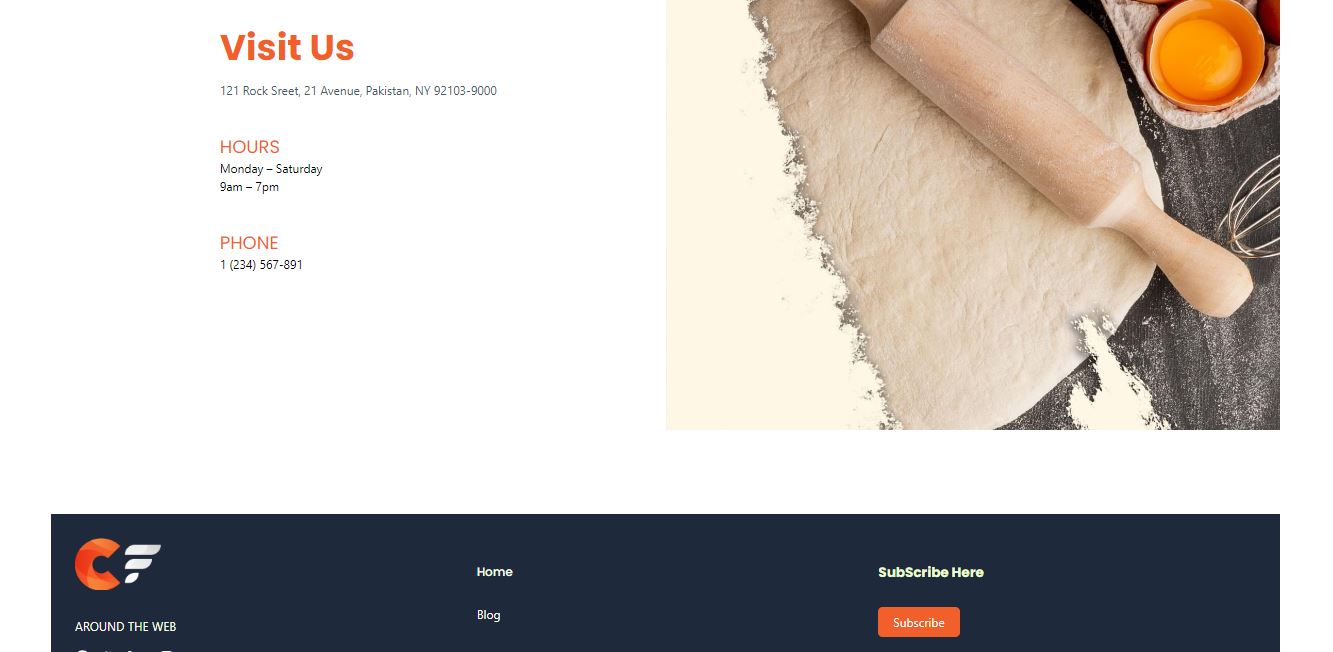 Visit Us
121 Rock Sreet, 21 Avenue, Pakistan, NY 92103-9000
HOURS
Monday – Saturday
9am – 7pm
PHONE
1 (234) 567-891
CF
AROUND THE WEB
Home
Blog
SubScribe Here
Subscribe